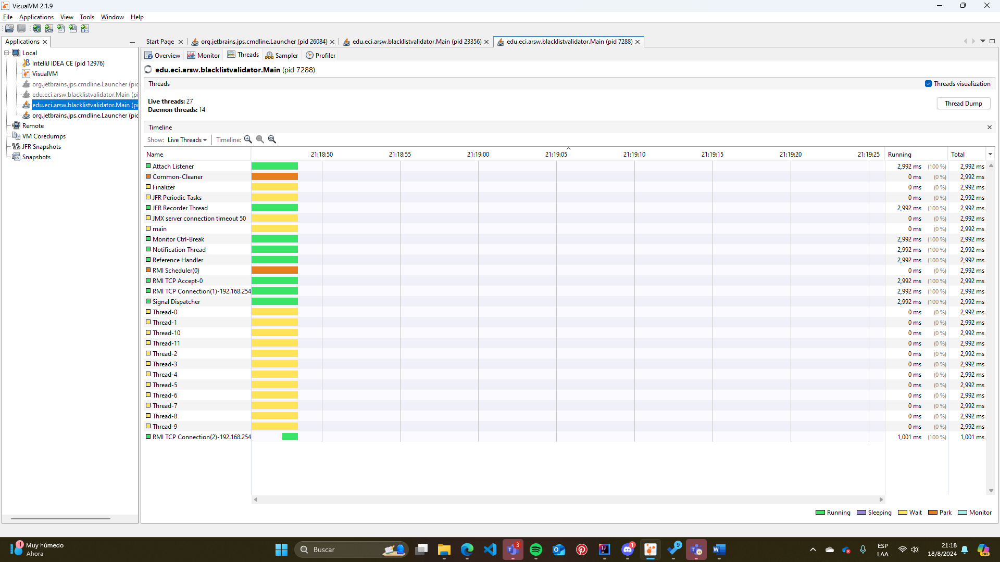 VisualVM 2.1.9
File Applications View Tools Window Help
Applications
Start Page
org.jetbrains.jps.cmdline.Launcher (pid 26084)
edu.eci.arsw.blacklistvalidator.Main (pid 23356)
edu.eci.arsw.blacklistvalidator.Main (pid 7288)
Local
IntelliJ IDEA CE (pid 12976)
VisualVM
org.jetbrains.jps.cmdline.Launcher (pid
edu.eci.arsw.blacklistvalidator.Main (pi
edu.eci.arsw.blacklistvalidator.Main (pi
org.jetbrains.jps.cmdline.Launcher (pid
Remote
VM Coredumps
JFR Snapshots
Snapshots
Overview Monitor Threads Sampler Profiler
edu.eci.arsw.blacklistvalidator.Main (pid 7288)
Threads
Threads visualization
Live threads: 27
Daemon threads: 14
Thread Dump
Timeline
Show: Live Threads Timeline:
Name 21:18:50 21:18:55 21:19:00 21:19:05 21:19:10 21:19:15 21:19:20 21:19:25 Running Total
Attach Listener 2,992 ms (100 %) 2,992 ms
Common-Cleaner 0 ms (0 %) 2,992 ms
Finalizer 0 ms (0 %) 2,992 ms
JFR Periodic Tasks 0 ms (0 %) 2,992 ms
JFR Recorder Thread 2,992 ms (100 %) 2,992 ms
JMX server connection timeout 50 0 ms (0 %) 2,992 ms
main 0 ms (0 %) 2,992 ms
Monitor Ctrl-Break 2,992 ms (100 %) 2,992 ms
Notification Thread 2,992 ms (100 %) 2,992 ms
Reference Handler 2,992 ms (100 %) 2,992 ms
RMI Scheduler(0) 0 ms (0 %) 2,992 ms
RMI TCP Accept-0 2,992 ms (100 %) 2,992 ms
RMI TCP Connection(1)-192.168.254 2,992 ms (100 %) 2,992 ms
Signal Dispatcher 2,992 ms (100 %) 2,992 ms
Thread-0 0 ms (0 %) 2,992 ms
Thread-1 0 ms (0 %) 2,992 ms
Thread-10 0 ms (0 %) 2,992 ms
Thread-11 0 ms (0 %) 2,992 ms
Thread-2 0 ms (0 %) 2,992 ms
Thread-3 0 ms (0 %) 2,992 ms
Thread-4 0 ms (0 %) 2,992 ms
Thread-5 0 ms (0 %) 2,992 ms
Thread-6 0 ms (0 %) 2,992 ms
Thread-7 0 ms (0 %) 2,992 ms
Thread-8 0 ms (0 %) 2,992 ms
Thread-9 0 ms (0 %) 2,992 ms
RMI TCP Connection(2)-192.168.254 1,001 ms (100 %) 1,001 ms
Running Sleeping Wait Park Monitor
1
Muy húmedo
Ahora
Buscar
3
1
9
ESP
LAA
21:18
18/8/2024
PRE